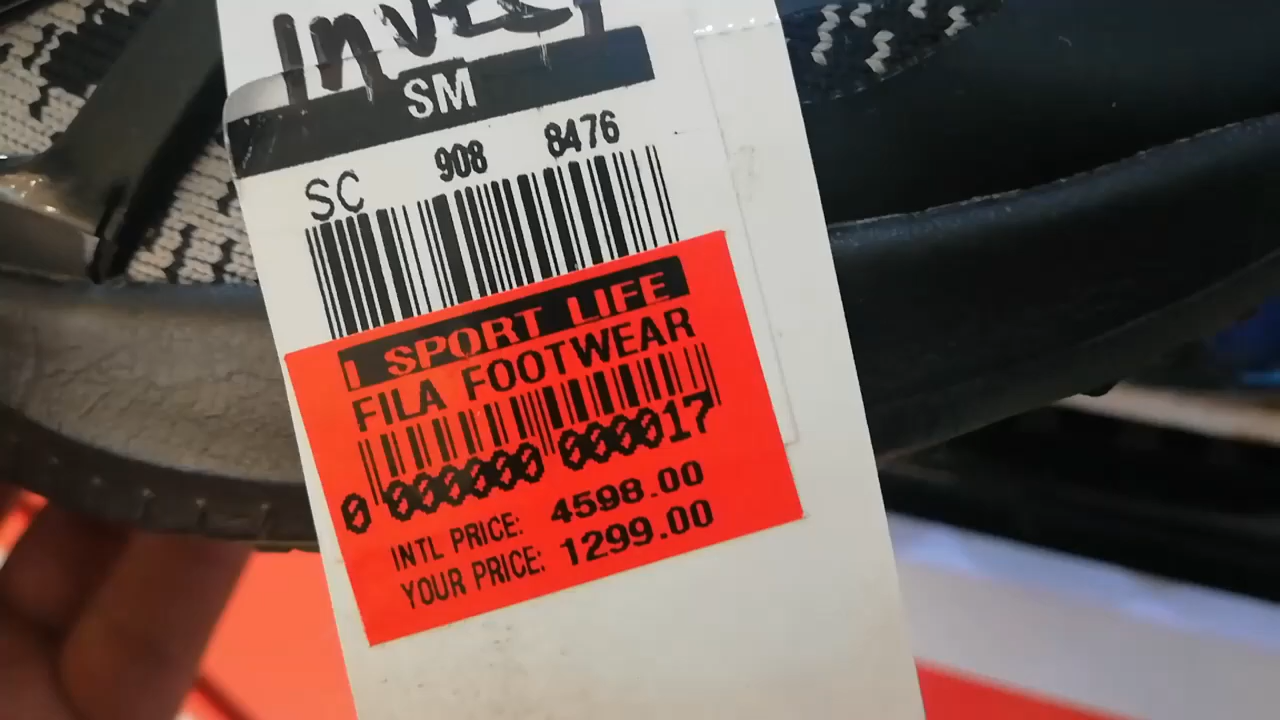 SM
SC 908 8476
I SPORT LIFE
FILA FOOTWEAR
0 000000 000017
INTL PRICE: 4598.00
YOUR PRICE: 1299.00